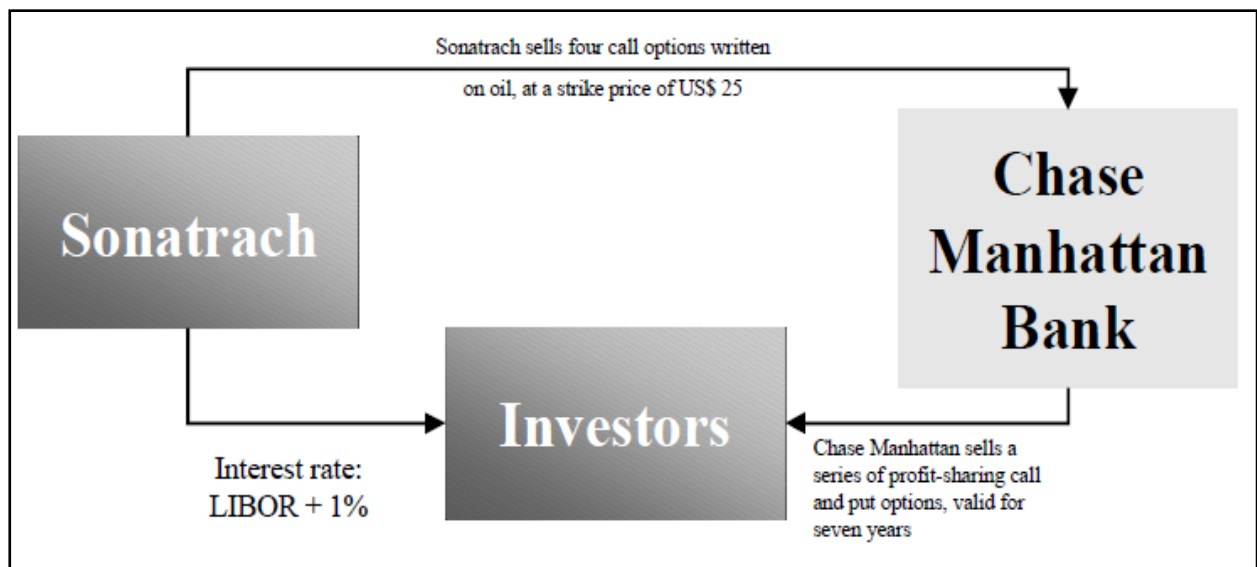 Sonatrach sells four call options written
on oil, at a strike price of US$ 25
Sonatrach
Chase
Manhattan
Bank
Investors
Interest rate:
LIBOR + 1%
Chase Manhattan sells a
series of profit-sharing call
and put options, valid for
seven years